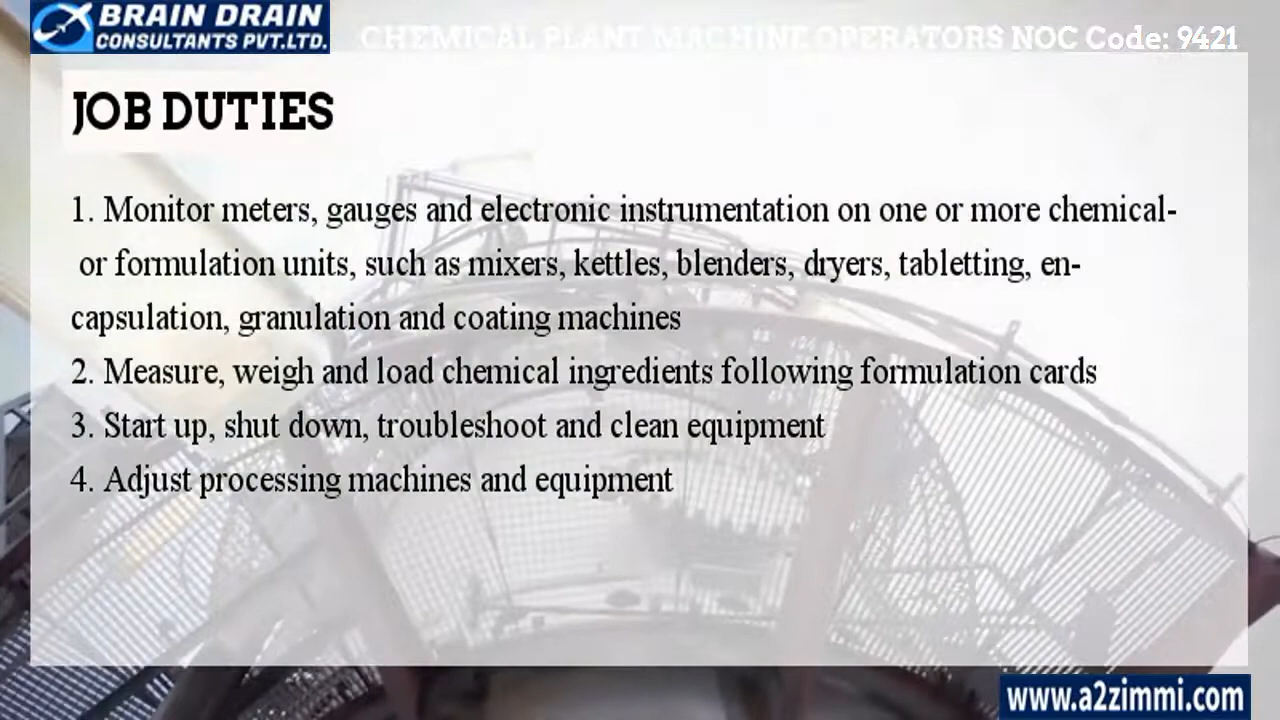 BRAIN DRAIN
CONSULTANTS PVT.LTD.
CHEMICAL PLANT MACHINE OPERATORS NOC Code: 9421
JOB DUTIES
1. Monitor meters, gauges and electronic instrumentation on one or more chemical-
or formulation units, such as mixers, kettles, blenders, dryers, tabletting, en-
capsulation, granulation and coating machines
2. Measure, weigh and load chemical ingredients following formulation cards
3. Start up, shut down, troubleshoot and clean equipment
4. Adjust processing machines and equipment
www.a2zimmi.com